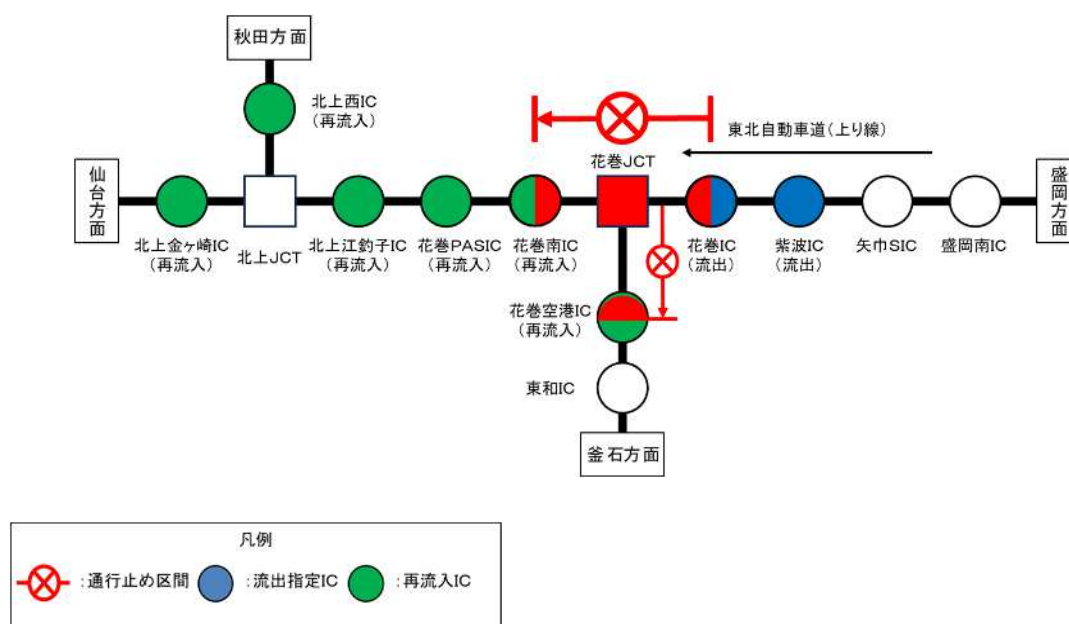 秋田方面
北上西IC
(再流入)
東北自動車道(上り線)
花巻JCT
仙台方面
盛岡方面
北上金ヶ崎IC
(再流入)
北上JCT
北上江釣子IC
(再流入)
花巻PASIC
(再流入)
花巻南IC
(再流入)
花巻IC
(流出)
紫波IC
(流出)
矢巾SIC
盛岡南IC
花巻空港IC
(再流入)
東和IC
釜石方面
凡例
:通行止め区間
:流出指定IC
:再流入IC